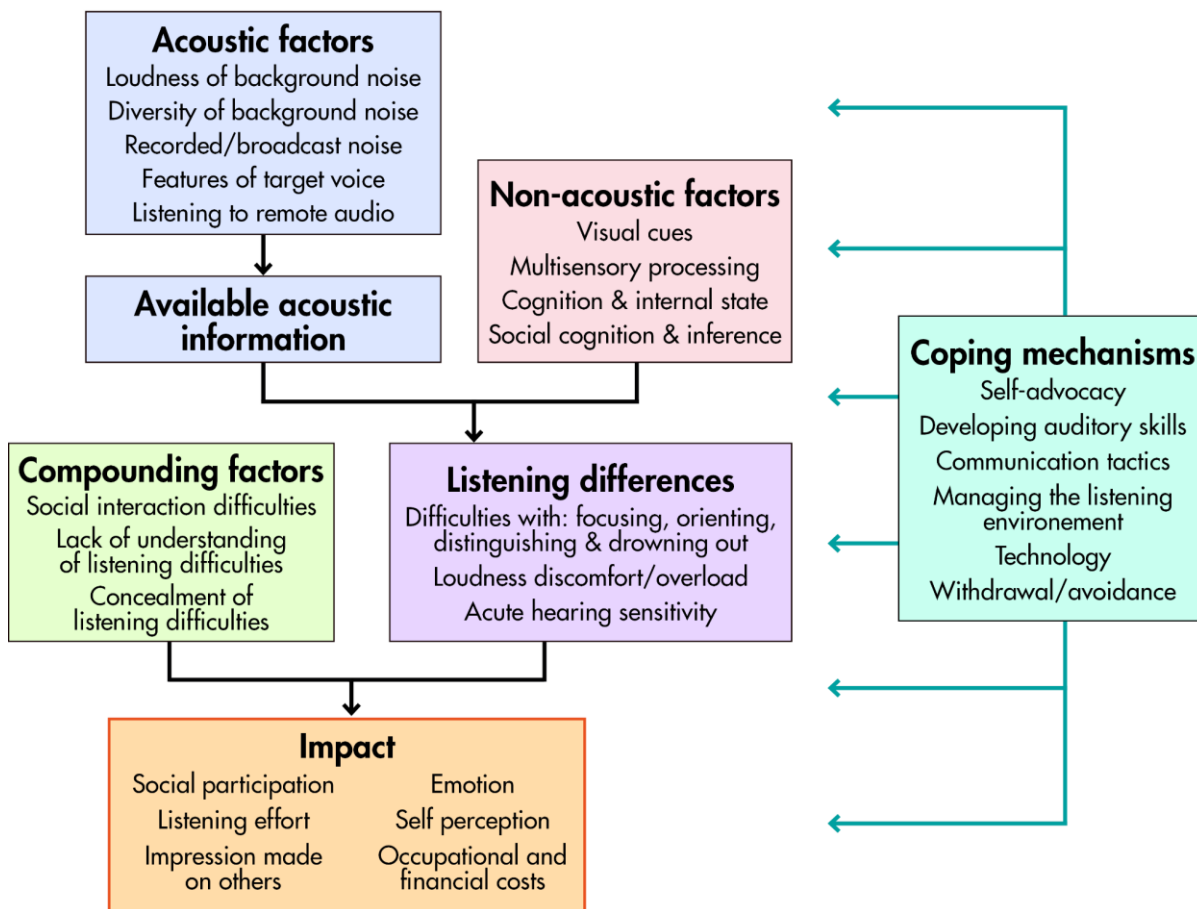 Acoustic factors
Loudness of background noise
Diversity of background noise
Recorded/broadcast noise
Features of target voice
Listening to remote audio
Non-acoustic factors
Visual cues
Multisensory processing
Cognition & internal state
Social cognition & inference
Available acoustic
information
Coping mechanisms
Self-advocacy
Developing auditory skills
Communication tactics
Managing the listening
environement
Technology
Withdrawal/avoidance
Compounding factors
Social interaction difficulties
Lack of understanding
of listening difficulties
Concealment of
listening difficulties
Listening differences
Difficulties with: focusing, orienting,
distinguishing & drowning out
Loudness discomfort/overload
Acute hearing sensitivity
Impact
Social participation
Listening effort
Impression made
on others
Emotion
Self perception
Occupational and
financial costs